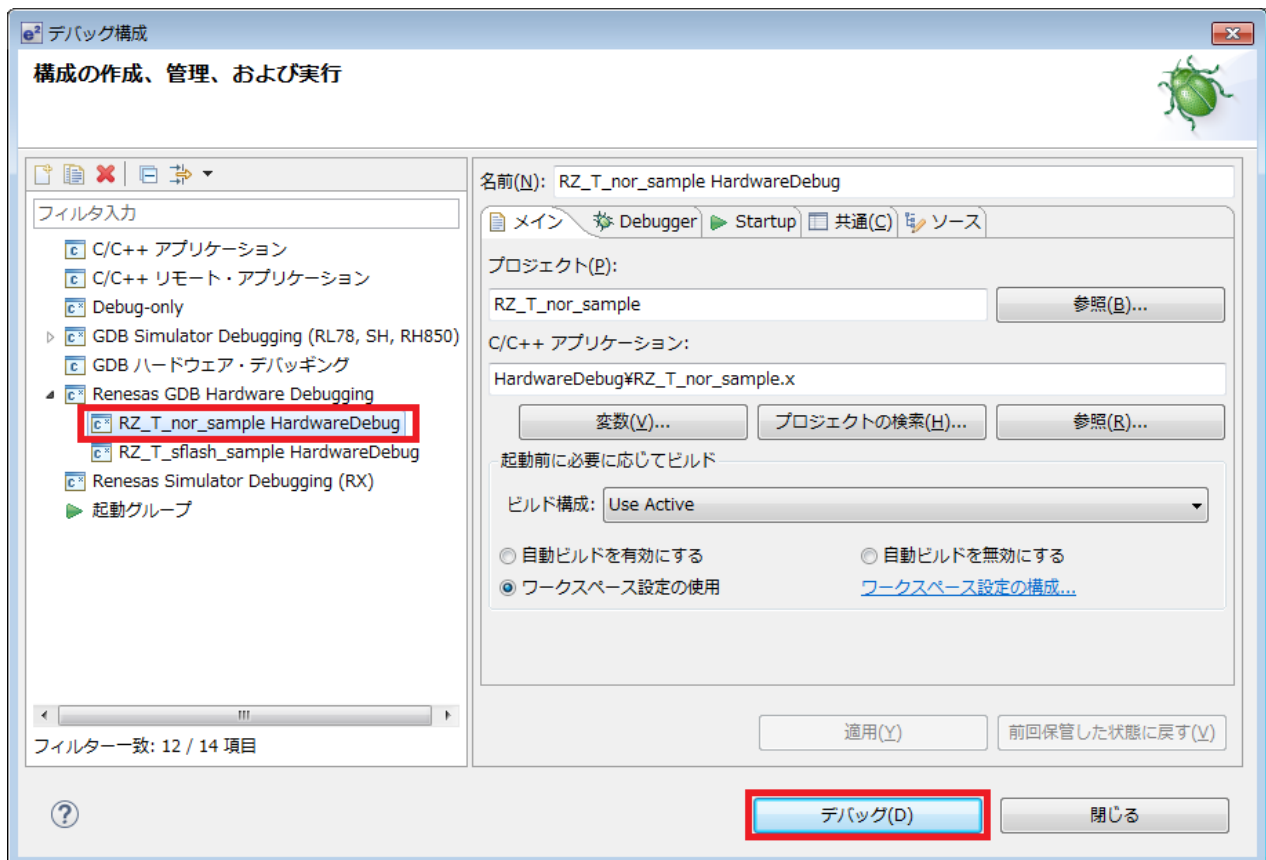 e² デバッグ構成
構成の作成、管理、および実行
フィルタ入力
C/C++ アプリケーション
C/C++ リモート・アプリケーション
Debug-only
GDB Simulator Debugging (RL78, SH, RH850)
GDB ハードウェア・デバッギング
Renesas GDB Hardware Debugging
RZ_T_nor_sample HardwareDebug
RZ_T_sflash_sample HardwareDebug
Renesas Simulator Debugging (RX)
起動グループ
フィルター一致: 12 / 14 項目
名前(N): RZ_T_nor_sample HardwareDebug
メイン Debugger Startup 共通(C) ソース
プロジェクト(P):
RZ_T_nor_sample 参照(B)...
C/C++ アプリケーション:
HardwareDebug¥RZ_T_nor_sample.x
変数(V)... プロジェクトの検索(H)... 参照(R)...
起動前に必要に応じてビルド
ビルド構成: Use Active
自動ビルドを有効にする 自動ビルドを無効にする
ワークスペース設定の使用 ワークスペース設定の構成...
適用(Y) 前回保管した状態に戻す(V)
? デバッグ(D) 閉じる